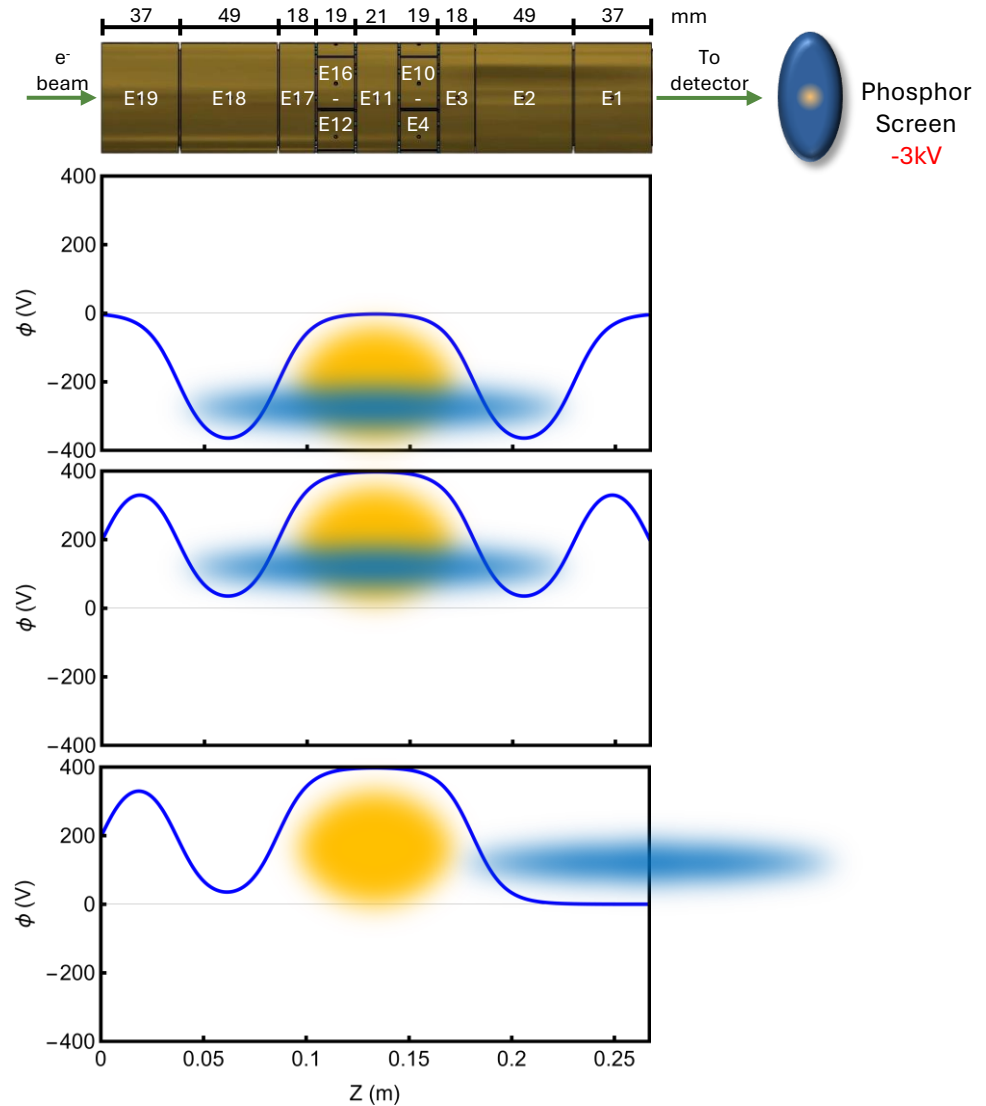 37 49 18 19 21 19 18 49 37 mm
e-
beam
E19 E18 E17 E16
-
E12 E11 E10
-
E4 E3 E2 E1
To
detector
Phosphor
Screen
-3kV
400
200
0
−200
−400
ϕ (V)
400
200
0
−200
−400
ϕ (V)
400
200
0
−200
−400
ϕ (V)
0 0.05 0.1 0.15 0.2 0.25
Z (m)